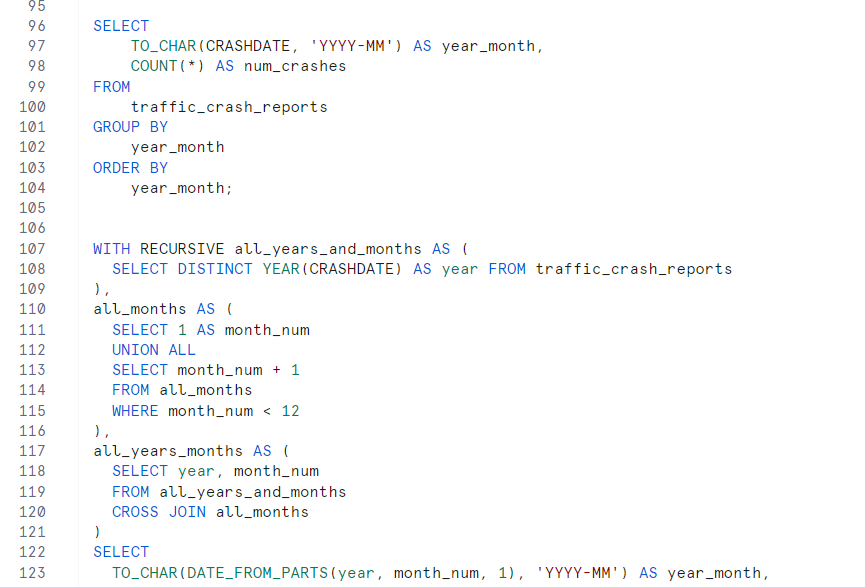 95
96 SELECT
97 TO_CHAR(CRASHDATE, 'YYYY-MM') AS year_month,
98 COUNT(*) AS num_crashes
99 FROM
100 traffic_crash_reports
101 GROUP BY
102 year_month
103 ORDER BY
104 year_month;
105
106
107 WITH RECURSIVE all_years_and_months AS (
108 SELECT DISTINCT YEAR(CRASHDATE) AS year FROM traffic_crash_reports
109 ),
110 all_months AS (
111 SELECT 1 AS month_num
112 UNION ALL
113 SELECT month_num + 1
114 FROM all_months
115 WHERE month_num < 12
116 ),
117 all_years_months AS (
118 SELECT year, month_num
119 FROM all_years_and_months
120 CROSS JOIN all_months
121 )
122 SELECT
123 TO_CHAR(DATE_FROM_PARTS(year, month_num, 1), 'YYYY-MM') AS year_month,